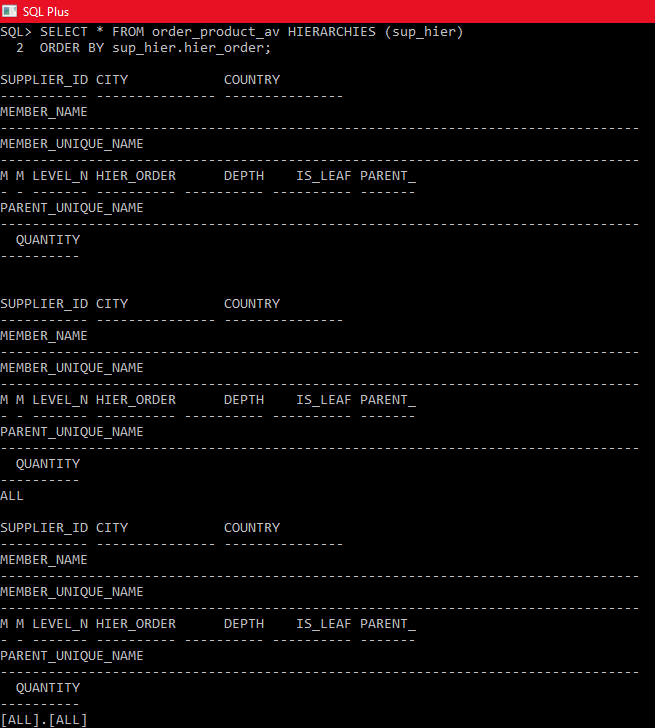 SQL Plus
SQL> SELECT * FROM order_product_av HIERARCHIES (sup_hier)
  2  ORDER BY sup_hier.hier_order;
SUPPLIER_ID CITY            COUNTRY
----------- --------------- ---------------
MEMBER_NAME
--------------------------------------------------------------------------------
MEMBER_UNIQUE_NAME
--------------------------------------------------------------------------------
M M LEVEL_N HIER_ORDER      DEPTH    IS_LEAF PARENT_
- - ------- ---------- ---------- ---------- -------
PARENT_UNIQUE_NAME
--------------------------------------------------------------------------------
  QUANTITY
----------
SUPPLIER_ID CITY            COUNTRY
----------- --------------- ---------------
MEMBER_NAME
--------------------------------------------------------------------------------
MEMBER_UNIQUE_NAME
--------------------------------------------------------------------------------
M M LEVEL_N HIER_ORDER      DEPTH    IS_LEAF PARENT_
- - ------- ---------- ---------- ---------- -------
PARENT_UNIQUE_NAME
--------------------------------------------------------------------------------
  QUANTITY
----------
ALL
SUPPLIER_ID CITY            COUNTRY
----------- --------------- ---------------
MEMBER_NAME
--------------------------------------------------------------------------------
MEMBER_UNIQUE_NAME
--------------------------------------------------------------------------------
M M LEVEL_N HIER_ORDER      DEPTH    IS_LEAF PARENT_
- - ------- ---------- ---------- ---------- -------
PARENT_UNIQUE_NAME
--------------------------------------------------------------------------------
  QUANTITY
----------
[ALL].[ALL]